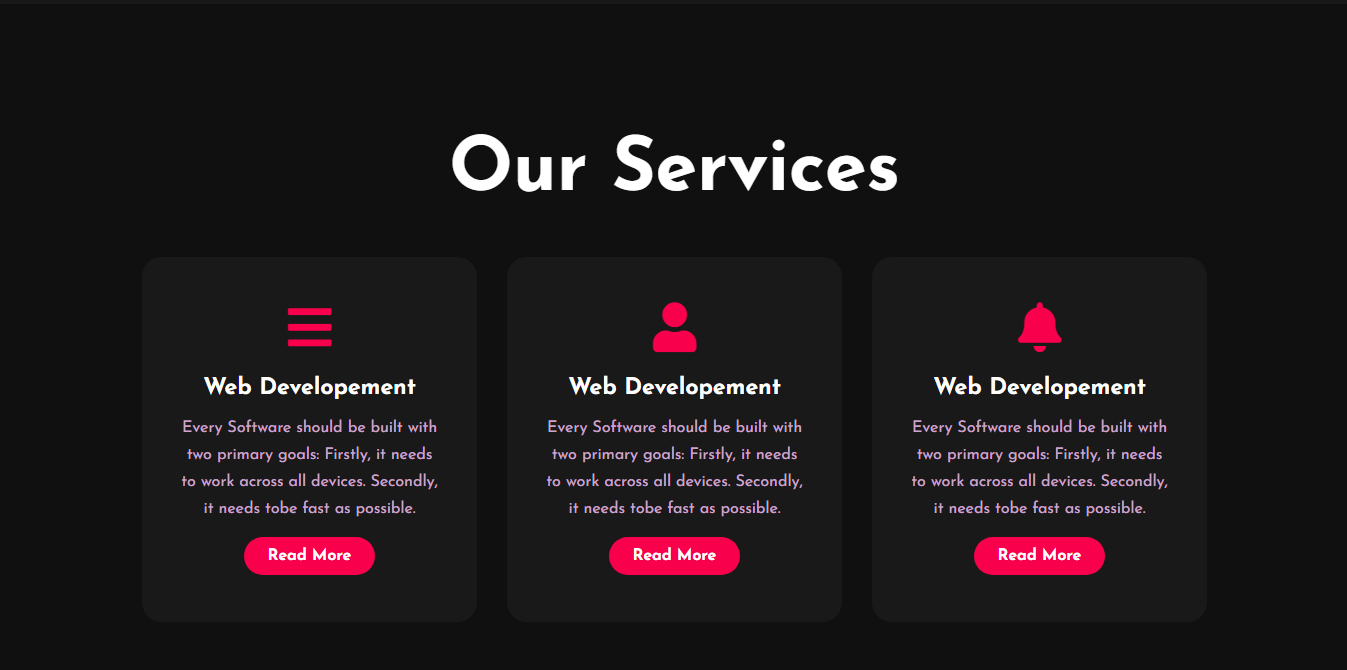 Our Services
Web Developement
Every Software should be built with
two primary goals: Firstly, it needs
to work across all devices. Secondly,
it needs tobe fast as possible.
Read More
Web Developement
Every Software should be built with
two primary goals: Firstly, it needs
to work across all devices. Secondly,
it needs tobe fast as possible.
Read More
Web Developement
Every Software should be built with
two primary goals: Firstly, it needs
to work across all devices. Secondly,
it needs tobe fast as possible.
Read More